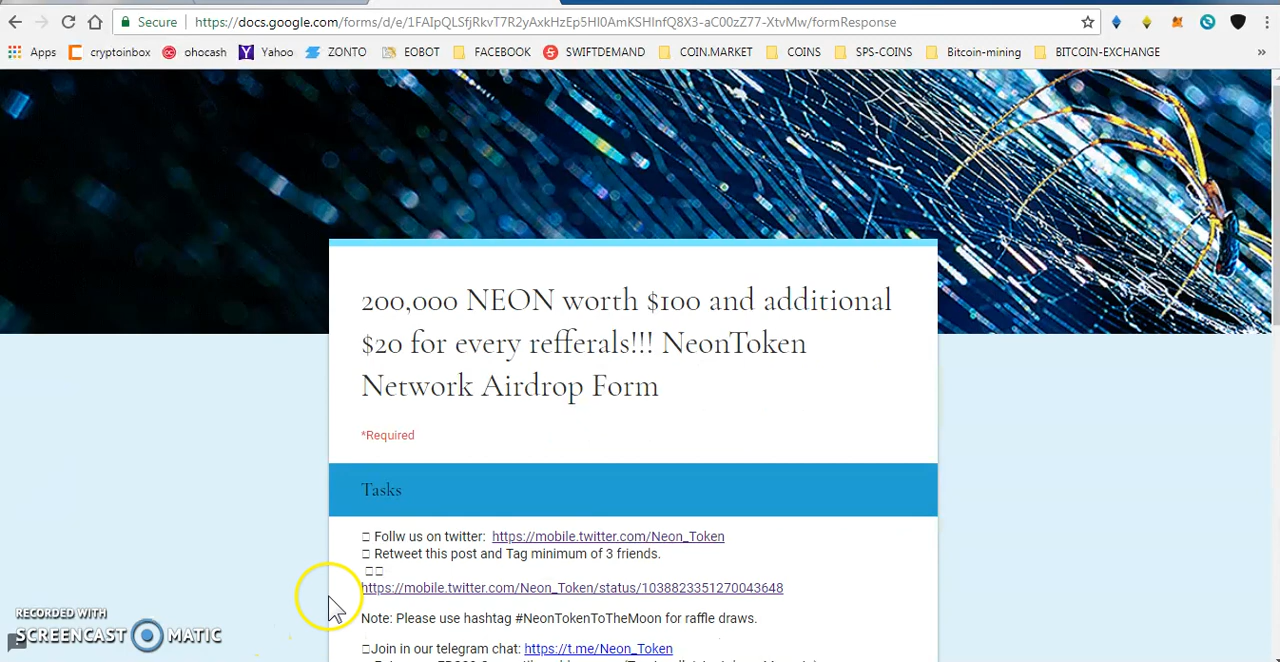 Secure https://docs.google.com/forms/d/e/1FAIpQLSfjRkvT7R2yAxkHzEp5Hl0AmKSHInfQ8X3-aC00zZ77-XtvMw/formResponse
Apps cryptoinbox ohocash Yahoo ZONTO EOBOT FACEBOOK SWIFTDEMAND COIN.MARKET COINS SPS-COINS Bitcoin-mining BITCOIN-EXCHANGE »
200,000 NEON worth $100 and additional
$20 for every refferals!!! NeonToken
Network Airdrop Form
*Required
Tasks
Follw us on twitter: https://mobile.twitter.com/Neon_Token
Retweet this post and Tag minimum of 3 friends.
https://mobile.twitter.com/Neon_Token/status/1038823351270043648
Note: Please use hashtag #NeonTokenToTheMoon for raffle draws.
Join in our telegram chat: https://t.me/Neon_Token
RECORDED WITH
SCREENCAST MATIC